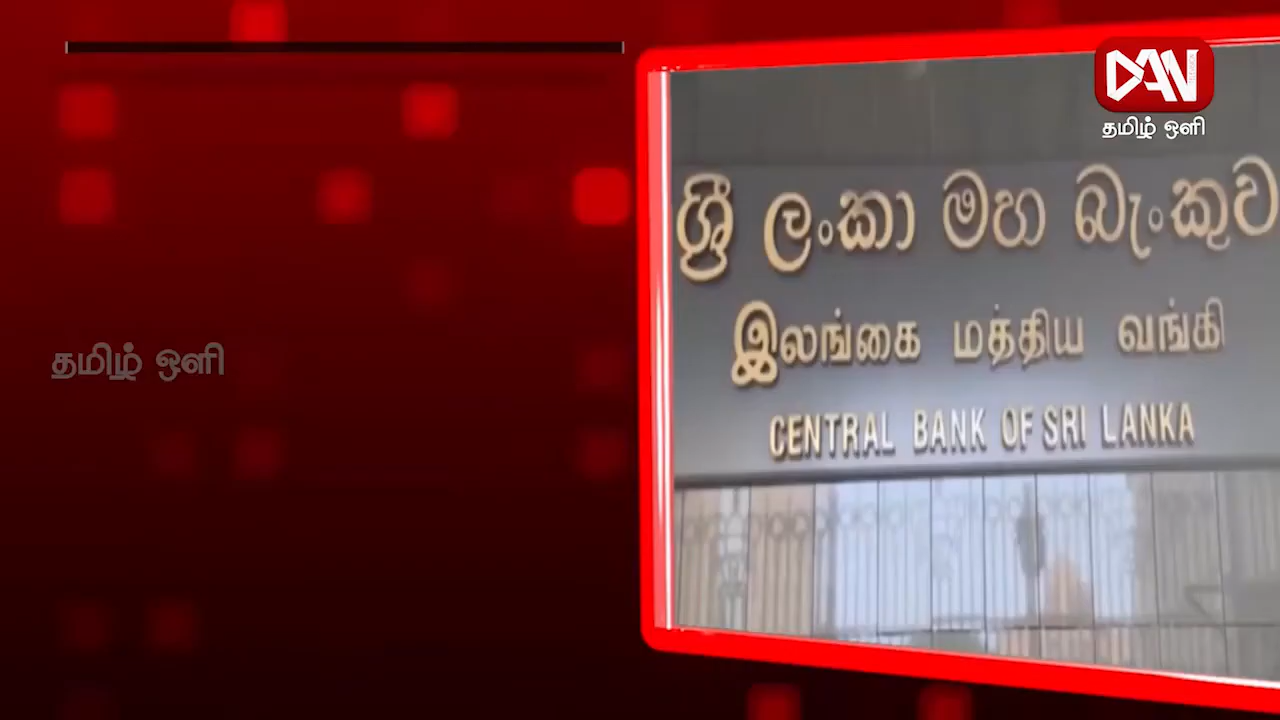 DAN
தமிழ் ஒளி
ශ්‍රී ලංකා මහ බැංකුව
இலங்கை மத்திய வங்கி
CENTRAL BANK OF SRI LANKA
தமிழ் ஒளி